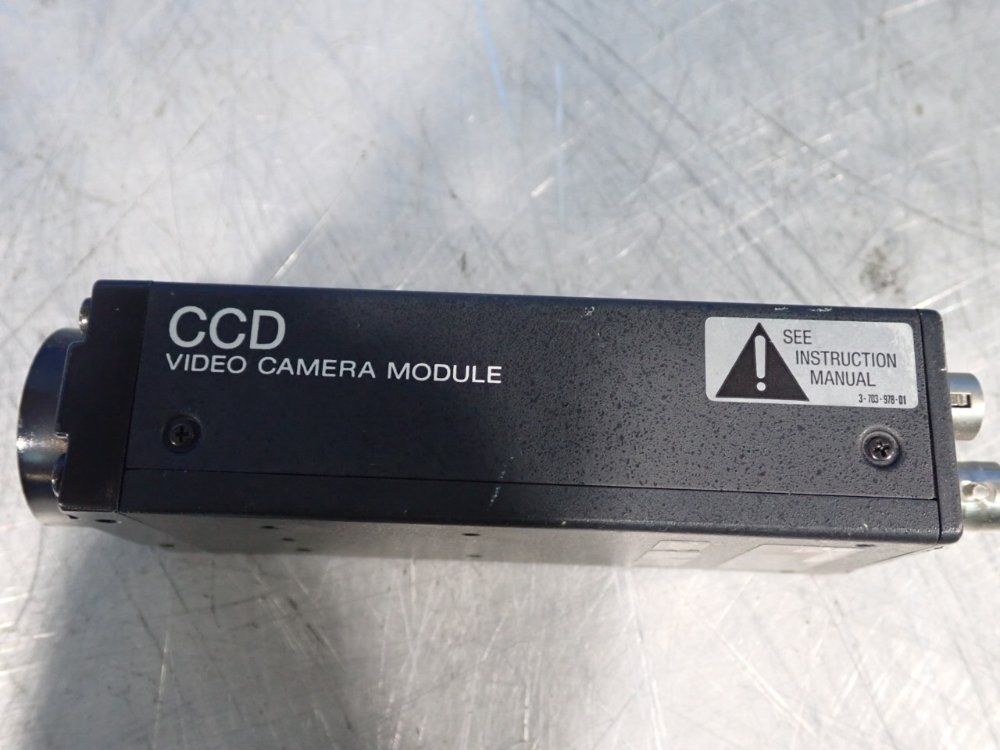 CCD
VIDEO CAMERA MODULE
SEE
INSTRUCTION
MANUAL
3-703-978-01